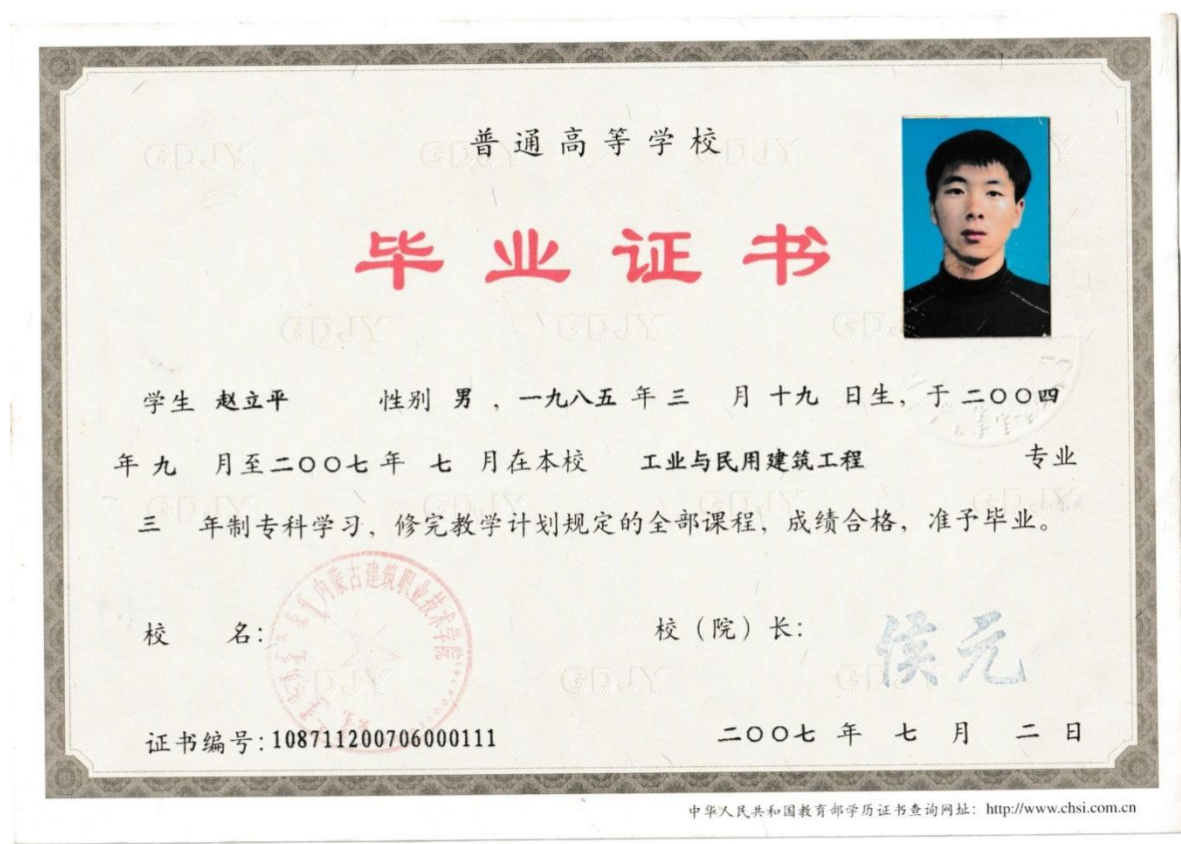 普通高等学校
毕业证书
学生 赵立平 性别 男 ，一九八五 年 三 月 十九 日生，于 二〇〇四
年 九 月至二〇〇七 年 七 月在本校 工业与民用建筑工程 专业
三 年制专科学习，修完教学计划规定的全部课程，成绩合格，准予毕业。
内蒙古建筑职业技术学院
校 名：
校（院）长：
侯元
证书编号：108711200706000111
二〇〇七 年 七 月 二 日
中华人民共和国教育部学历证书查询网址：http://www.chsi.com.cn